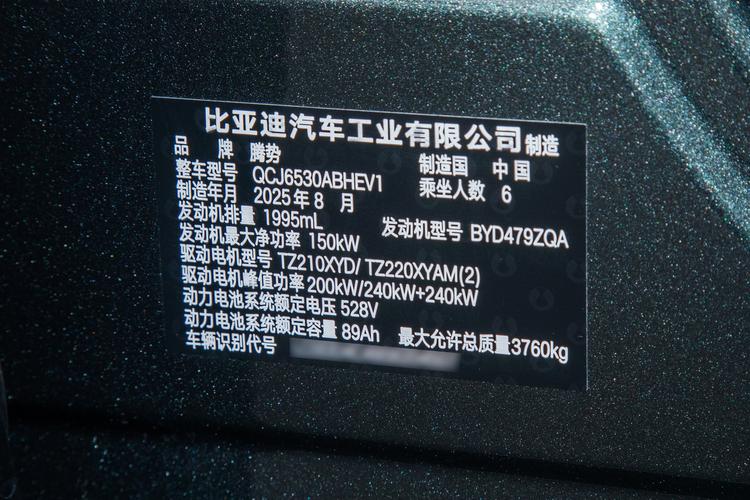 比亚迪汽车工业有限公司制造
品 牌 腾势 制造国 中国
整车型号 QCJ6530ABHEV1 乘坐人数 6
制造年月 2025年8月
发动机排量 1995mL 发动机型号 BYD479ZQA
发动机最大净功率 150kW
驱动电机型号 TZ210XYD/ TZ220XYAM(2)
驱动电机峰值功率 200kW/240kW+240kW
动力电池系统额定电压 528V
动力电池系统额定容量 89Ah 最大允许总质量 3760kg
车辆识别代号